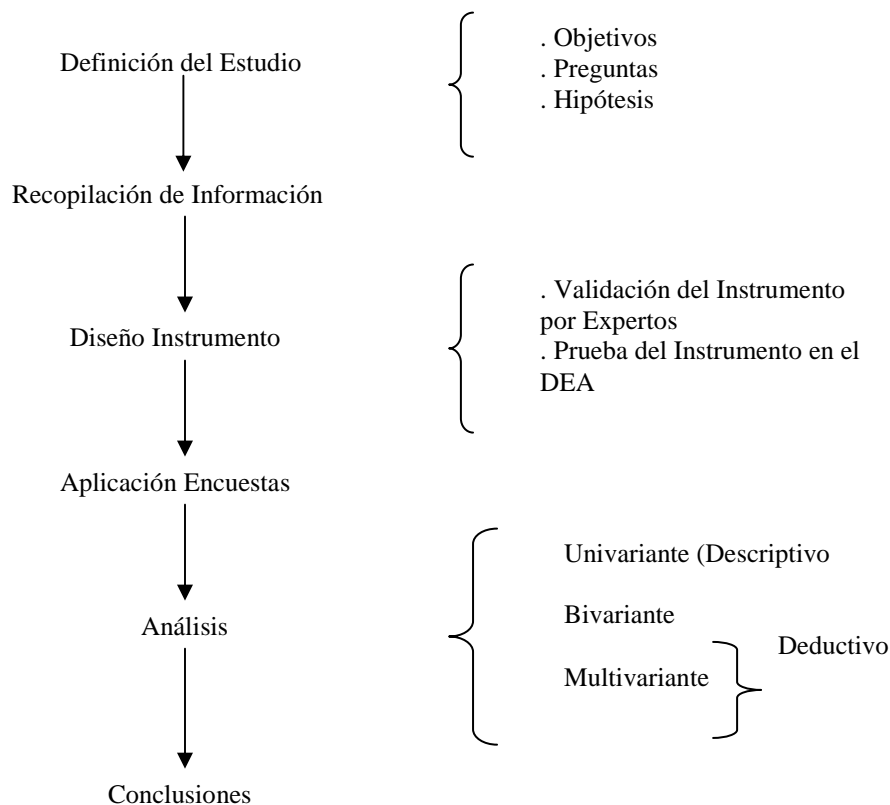 Definición del Estudio
. Objetivos
. Preguntas
. Hipótesis
Recopilación de Información
Diseño Instrumento
. Validación del Instrumento
por Expertos
. Prueba del Instrumento en el
DEA
Aplicación Encuestas
Análisis
Univariante (Descriptivo
Bivariante
Multivariante
Deductivo
Conclusiones